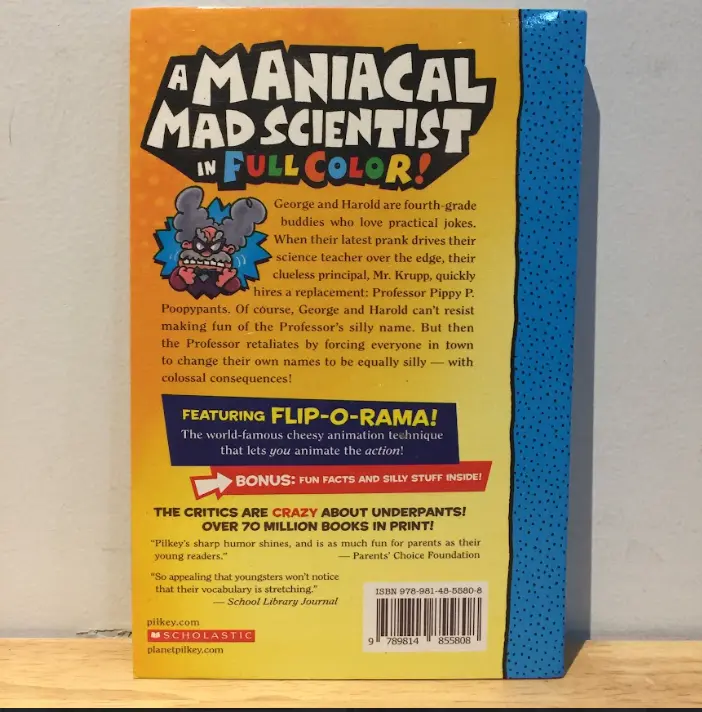 A MANIACAL
MAD SCIENTIST
IN FULL COLOR!
George and Harold are fourth-grade
buddies who love practical jokes.
When their latest prank drives their
science teacher over the edge, their
clueless principal, Mr. Krupp, quickly
hires a replacement: Professor Pippy P.
Poopypants. Of course, George and Harold can't resist
making fun of the Professor's silly name. But then
the Professor retaliates by forcing everyone in town
to change their own names to be equally silly — with
colossal consequences!
FEATURING FLIP-O-RAMA!
The world-famous cheesy animation technique
that lets you animate the action!
BONUS: FUN FACTS AND SILLY STUFF INSIDE!
THE CRITICS ARE CRAZY ABOUT UNDERPANTS!
OVER 70 MILLION BOOKS IN PRINT!
"Pilkey's sharp humor shines, and is as much fun for parents as their
young readers."
— Parents' Choice Foundation
"So appealing that youngsters won't notice
that their vocabulary is stretching."
— School Library Journal
pilkey.com
SCHOLASTIC
planetpilkey.com
ISBN 978-981-48-5580-8
9 789814 855808